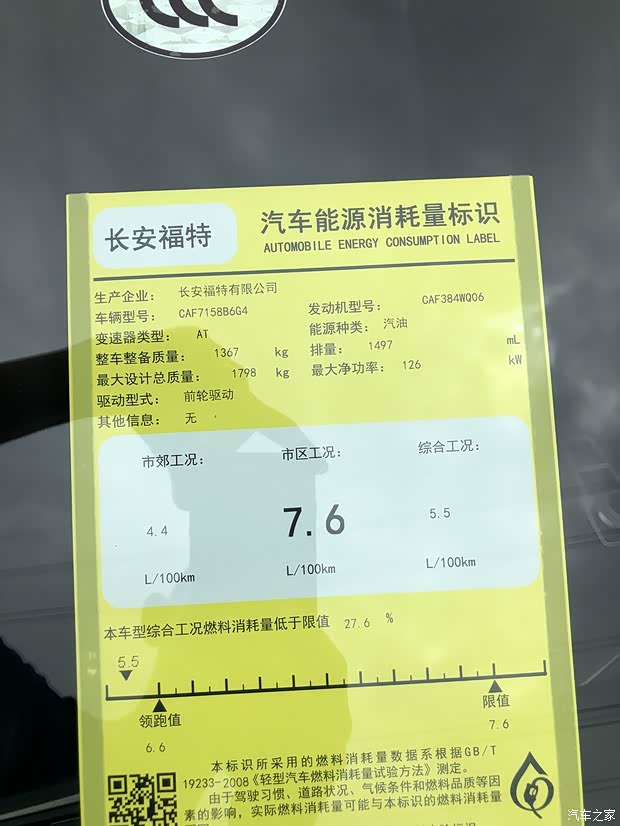 CCC
长安福特
汽车能源消耗量标识
AUTOMOBILE ENERGY CONSUMPTION LABEL
生产企业： 长安福特有限公司
车辆型号： CAF7158B6G4 发动机型号： CAF384WQ06
变速器类型： AT 能源种类： 汽油
整车整备质量： 1367 kg 排量： 1497 mL
最大设计总质量： 1798 kg 最大净功率： 126 kW
驱动型式： 前轮驱动
其他信息： 无
市郊工况： 市区工况： 综合工况：
4.4 7.6 5.5
L/100km L/100km L/100km
本车型综合工况燃料消耗量低于限值 27.6 %
5.5
领跑值 限值
6.6 7.6
本标识所采用的燃料消耗量数据系根据GB/T
19233-2008《轻型汽车燃料消耗量试验方法》测定。
由于驾驶习惯、道路状况、气候条件和燃料品质等因
素的影响，实际燃料消耗量可能与本标识的燃料消耗量
汽车之家